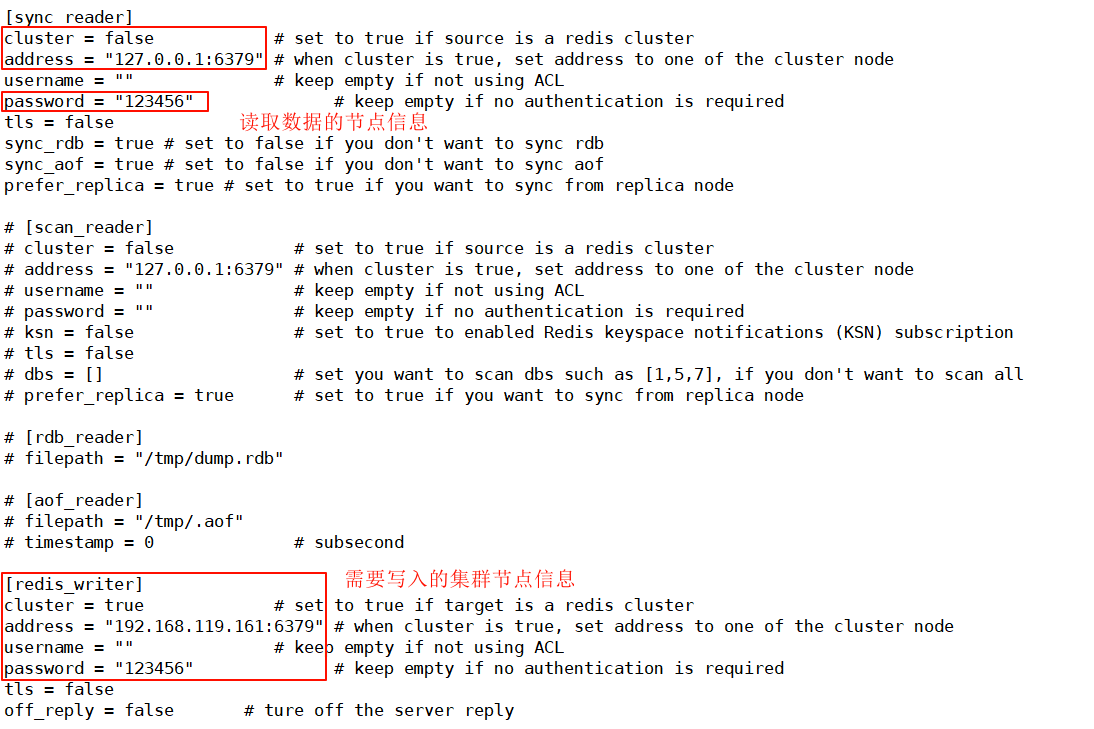 [sync_reader]
cluster = false # set to true if source is a redis cluster
address = "127.0.0.1:6379" # when cluster is true, set address to one of the cluster node
username = "" # keep empty if not using ACL
password = "123456" # keep empty if no authentication is required
tls = false 读取数据的节点信息
sync_rdb = true # set to false if you don't want to sync rdb
sync_aof = true # set to false if you don't want to sync aof
prefer_replica = true # set to true if you want to sync from replica node
# [scan_reader]
# cluster = false # set to true if source is a redis cluster
# address = "127.0.0.1:6379" # when cluster is true, set address to one of the cluster node
# username = "" # keep empty if not using ACL
# password = "" # keep empty if no authentication is required
# ksn = false # set to true to enabled Redis keyspace notifications (KSN) subscription
# tls = false
# dbs = [] # set you want to scan dbs such as [1,5,7], if you don't want to scan all
# prefer_replica = true # set to true if you want to sync from replica node
# [rdb_reader]
# filepath = "/tmp/dump.rdb"
# [aof_reader]
# filepath = "/tmp/.aof"
# timestamp = 0 # subsecond
[redis_writer] 需要写入的集群节点信息
cluster = true # set to true if target is a redis cluster
address = "192.168.119.161:6379" # when cluster is true, set address to one of the cluster node
username = "" # keep empty if not using ACL
password = "123456" # keep empty if no authentication is required
tls = false
off_reply = false # ture off the server reply